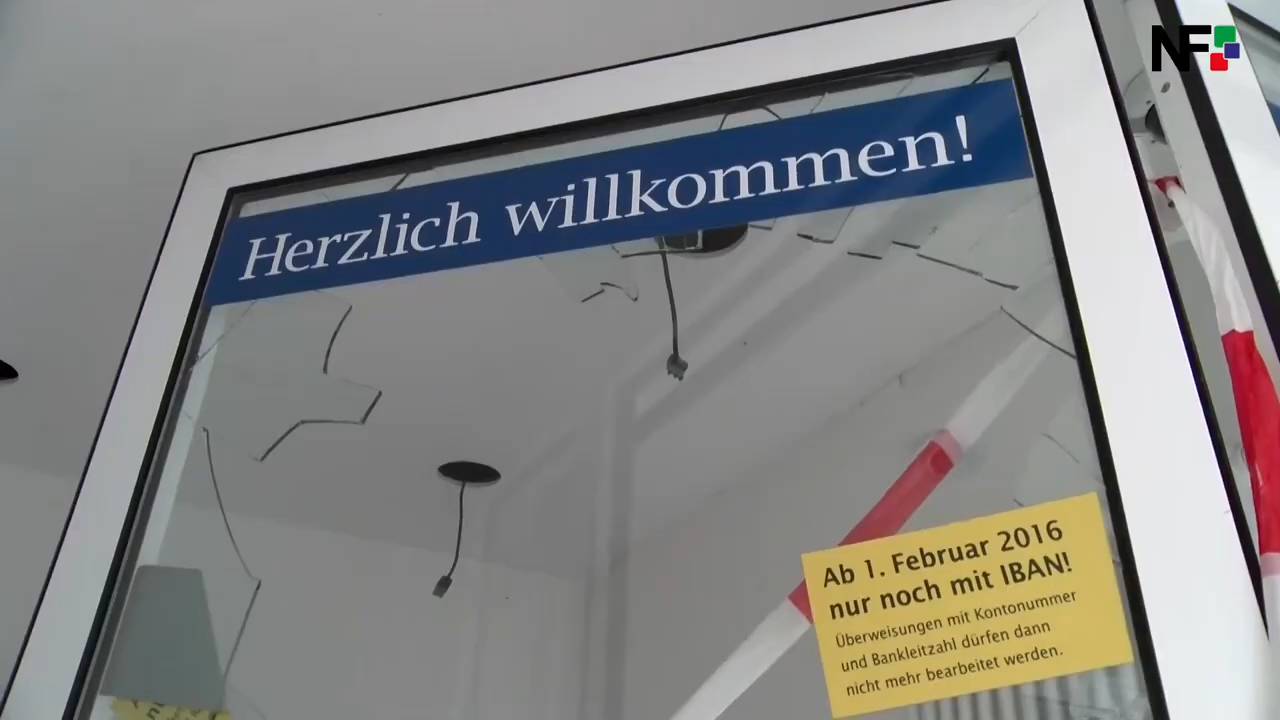 NF
Herzlich willkommen!
Ab 1. Februar 2016
nur noch mit IBAN!
Überweisungen mit Kontonummer
und Bankleitzahl dürfen dann
nicht mehr bearbeitet werden.